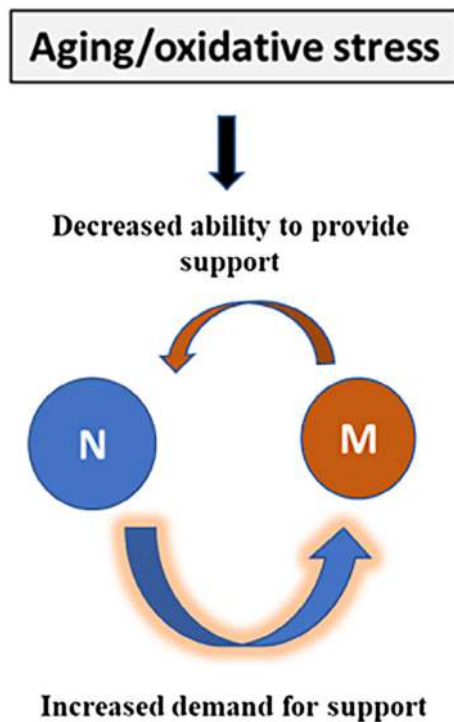 Aging/oxidative stress
Decreased ability to provide
support
N
M
Increased demand for support